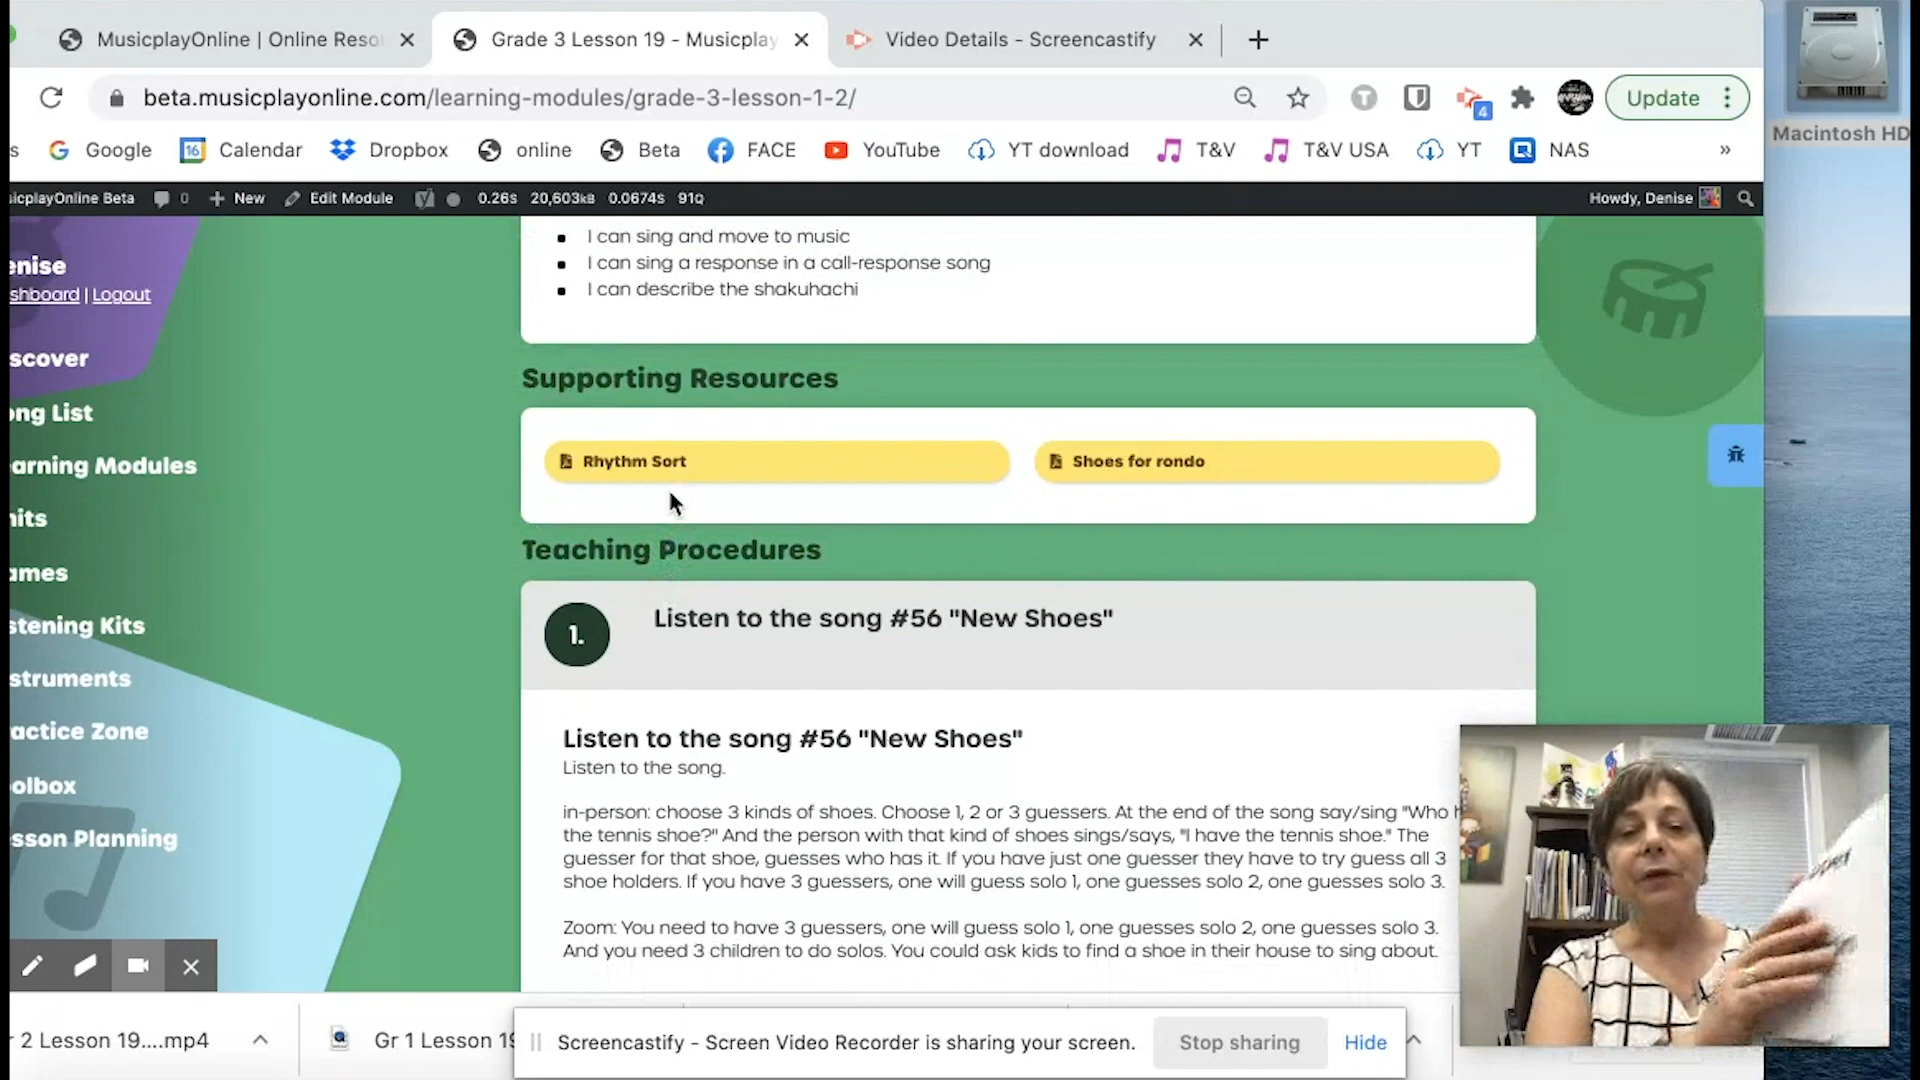 MusicplayOnline | Online Reso
Grade 3 Lesson 19 - Musicplay
Video Details - Screencastify
beta.musicplayonline.com/learning-modules/grade-3-lesson-1-2/
4
Update
Macintosh HD
s
Google
16
Calendar
Dropbox
online
Beta
FACE
YouTube
YT download
T&V
T&V USA
YT
NAS
»
icplayOnline Beta
0
New
Edit Module
0.26s
20,603kB
0.0674s
91Q
Howdy, Denise
enise
shboard | Logout
scover
ong List
arning Modules
nits
ames
stening Kits
struments
actice Zone
olbox
sson Planning
I can sing and move to music
I can sing a response in a call-response song
I can describe the shakuhachi
Supporting Resources
Rhythm Sort
Shoes for rondo
Teaching Procedures
1.
Listen to the song #56 "New Shoes"
Listen to the song #56 "New Shoes"
Listen to the song.
in-person: choose 3 kinds of shoes. Choose 1, 2 or 3 guessers. At the end of the song say/sing "Who h
the tennis shoe?" And the person with that kind of shoes sings/says, "I have the tennis shoe." The
guesser for that shoe, guesses who has it. If you have just one guesser they have to try guess all 3
shoe holders. If you have 3 guessers, one will guess solo 1, one guesses solo 2, one guesses solo 3.
Zoom: You need to have 3 guessers, one will guess solo 1, one guesses solo 2, one guesses solo 3.
And you need 3 children to do solos. You could ask kids to find a shoe in their house to sing about.
r 2 Lesson 19....mp4
Gr 1 Lesson 19
Screencastify - Screen Video Recorder is sharing your screen.
Stop sharing
Hide